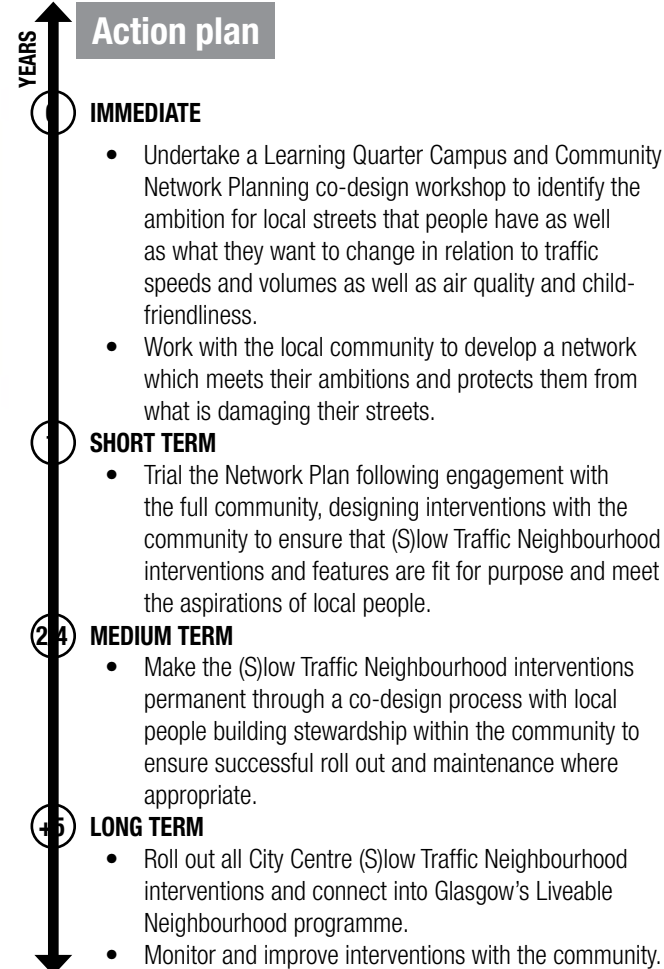 Action plan
YEARS
IMMEDIATE
• Undertake a Learning Quarter Campus and Community
Network Planning co-design workshop to identify the
ambition for local streets that people have as well
as what they want to change in relation to traffic
speeds and volumes as well as air quality and child-
friendliness.
• Work with the local community to develop a network
which meets their ambitions and protects them from
what is damaging their streets.
SHORT TERM
• Trial the Network Plan following engagement with
the full community, designing interventions with the
community to ensure that (S)low Traffic Neighbourhood
interventions and features are fit for purpose and meet
the aspirations of local people.
2-4 MEDIUM TERM
• Make the (S)low Traffic Neighbourhood interventions
permanent through a co-design process with local
people building stewardship within the community to
ensure successful roll out and maintenance where
appropriate.
+5 LONG TERM
• Roll out all City Centre (S)low Traffic Neighbourhood
interventions and connect into Glasgow's Liveable
Neighbourhood programme.
• Monitor and improve interventions with the community.